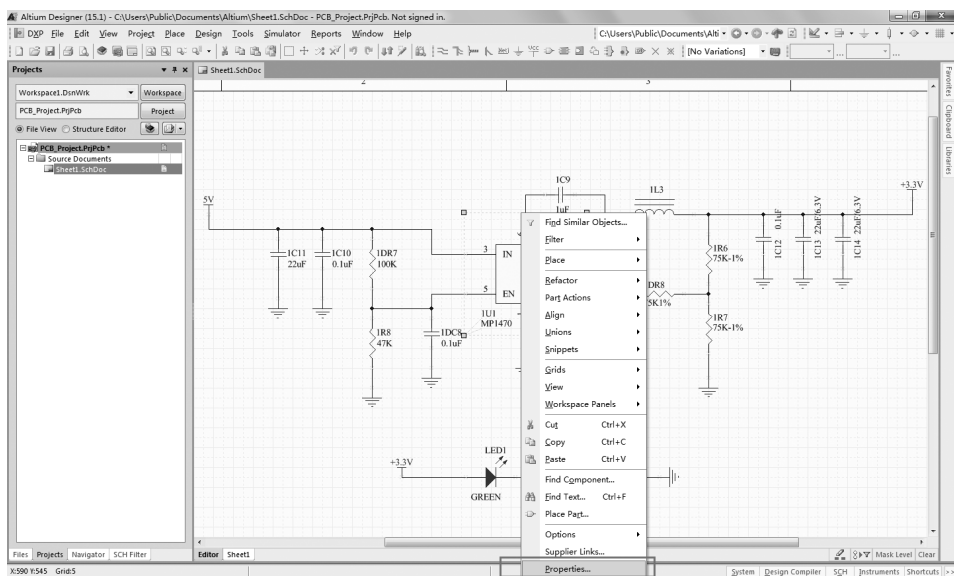 Altium Designer (15.1) - C:\Users\Public\Documents\Altium\Sheet1.SchDoc - PCB_Project.PrjPcb. Not signed in.
DXP File Edit View Project Place Design Tools Simulator Reports Window Help C:\Users\Public\Documents\Alti
[No Variations]
Projects
Sheet1.SchDoc
Workspace1.DsnWrk Workspace
PCB_Project.PrjPcb Project
File View Structure Editor
PCB_Project.PrjPcb *
Source Documents
Sheet1.SchDoc
Favorites
Clipboard
Libraries
2 3
5V
1C11
22uF
1C10
0.1uF
1DR7
100K
1R8
47K
1DC8
0.1uF
3 IN
5 EN
1U1
MP1470
1C9
1uF
1L3
DR8
5K1%
1R6
75K-1%
1R7
75K-1%
1C12 0.1uF
1C13 22uF/6.3V
1C14 22uF/6.3V
+3.3V
+3.3V
LED1
GREEN
Find Similar Objects...
Filter
Place
Refactor
Part Actions
Align
Unions
Snippets
Grids
View
Workspace Panels
Cut Ctrl+X
Copy Ctrl+C
Paste Ctrl+V
Find Component...
Find Text... Ctrl+F
Place Part...
Options
Supplier Links...
Properties...
Files Projects Navigator SCH Filter
Editor Sheet1
Mask Level Clear
X:590 Y:545 Grid:5
System Design Compiler SCH Instruments Shortcuts >>